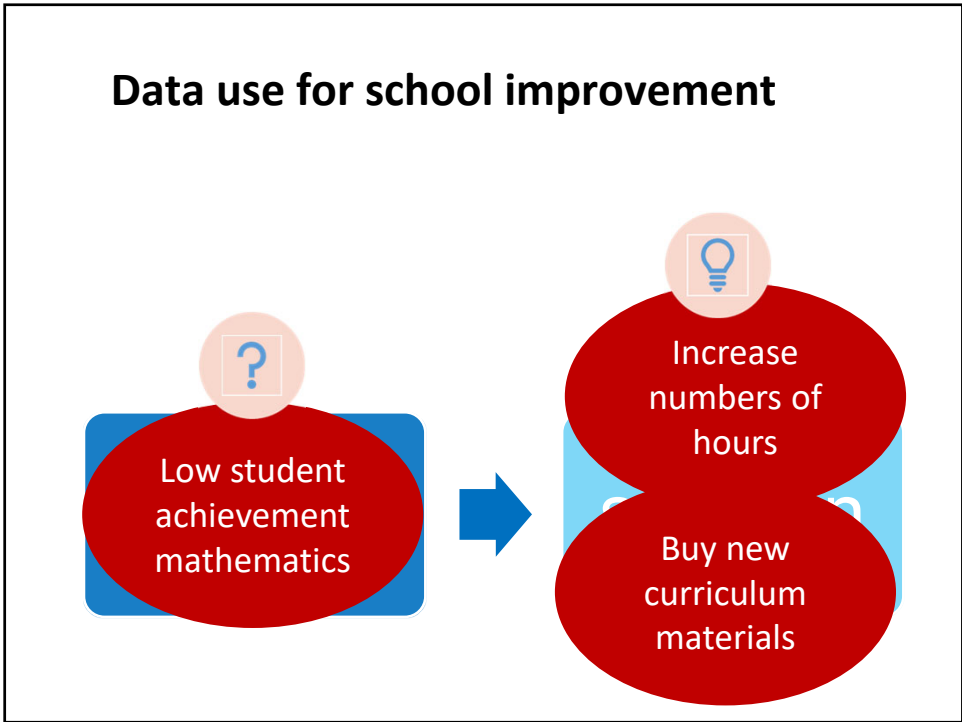 Data use for school improvement
?
Low student
achievement
mathematics
Increase
numbers of
hours
Buy new
curriculum
materials